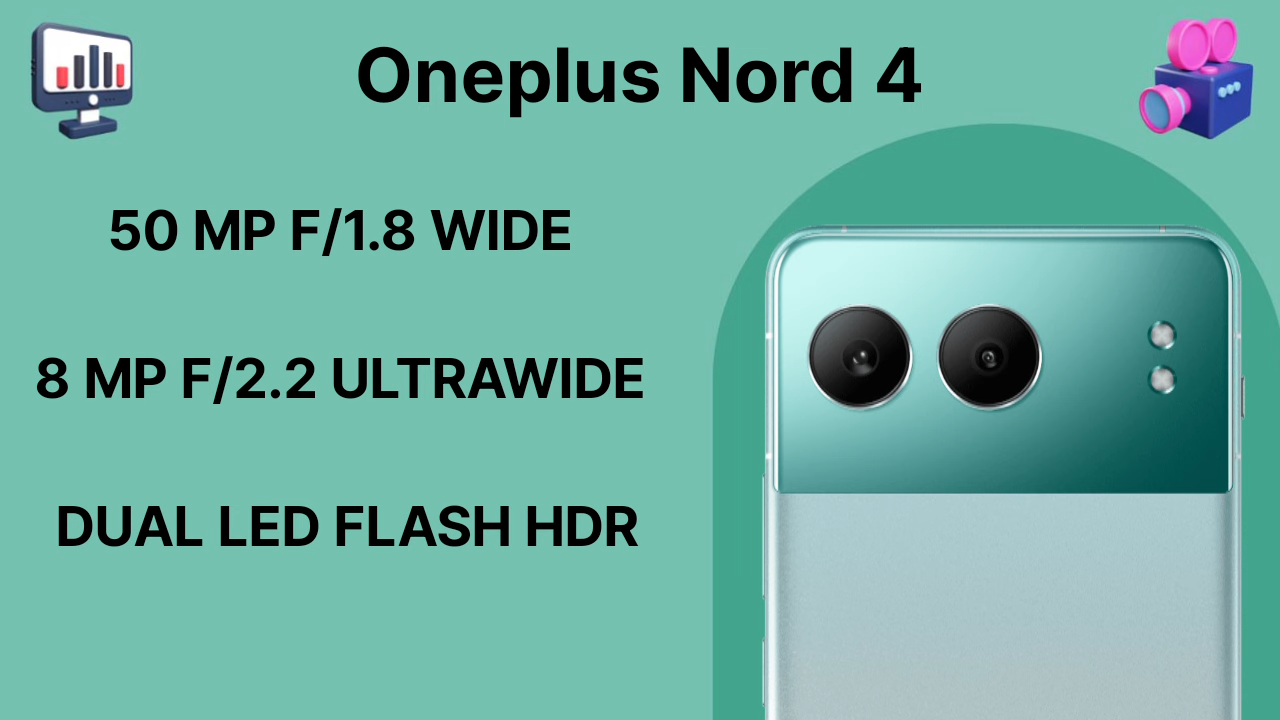 Oneplus Nord 4
50 MP F/1.8 WIDE
8 MP F/2.2 ULTRAWIDE
DUAL LED FLASH HDR